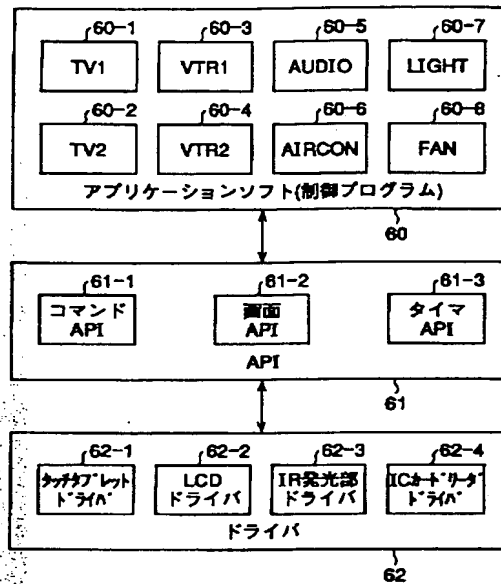 60-1 60-3 60-5 60-7
TV1 VTR1 AUDIO LIGHT
60-2 60-4 60-6 60-8
TV2 VTR2 AIRCON FAN
アプリケーションソフト(制御プログラム)
60
61-1 61-2 61-3
コマンド 画面 タイマ
API API API
API
61
62-1 62-2 62-3 62-4
タッチタブレット LCD IR発光部 ICカードリーダ
ドライバ ドライバ ドライバ ドライバ
ドライバ
62